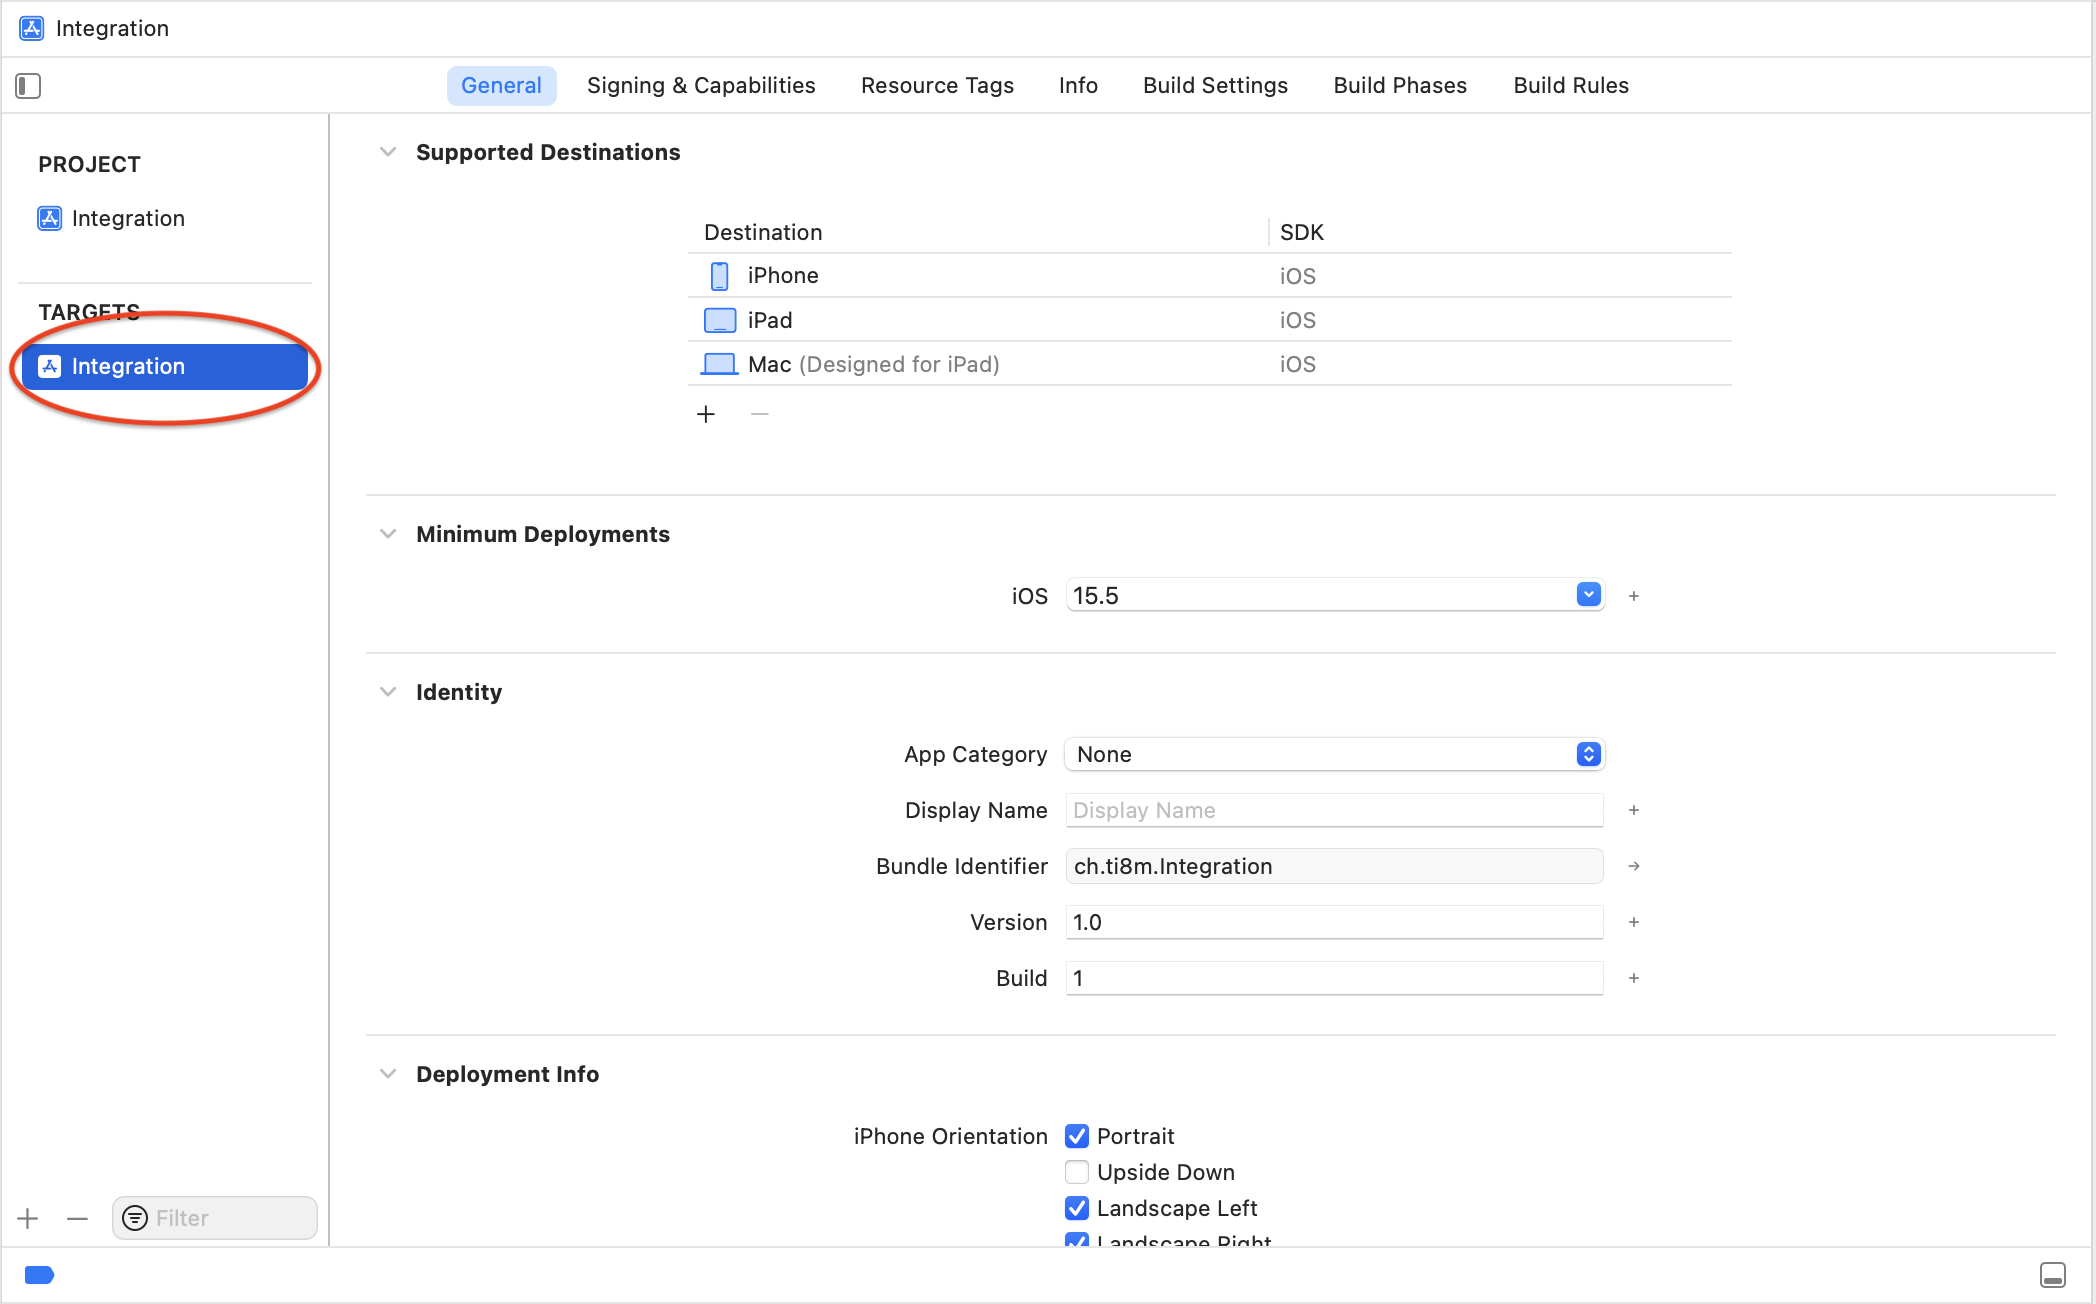 Integration
General Signing & Capabilities Resource Tags Info Build Settings Build Phases Build Rules
PROJECT
Integration
TARGETS
Integration
Filter
Supported Destinations
Destination SDK
iPhone iOS
iPad iOS
Mac (Designed for iPad) iOS
Minimum Deployments
iOS 15.5
Identity
App Category None
Display Name Display Name
Bundle Identifier ch.ti8m.Integration
Version 1.0
Build 1
Deployment Info
iPhone Orientation Portrait
Upside Down
Landscape Left
Landscape Right